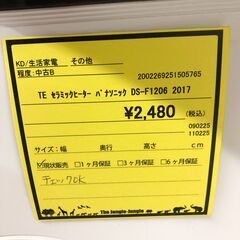 KD/生活家電 その他
程度:中古B
2002269251505765
TE セラミックヒーター パナソニック DS-F1206 2017
¥2,480 (税込)
090225
110225
サイズ:幅 奥 高さ cm
☑現状販売 □1ヶ月保証 □3ヶ月保証 □6ヶ月保証
チェックOK
The Jungle-Jungle